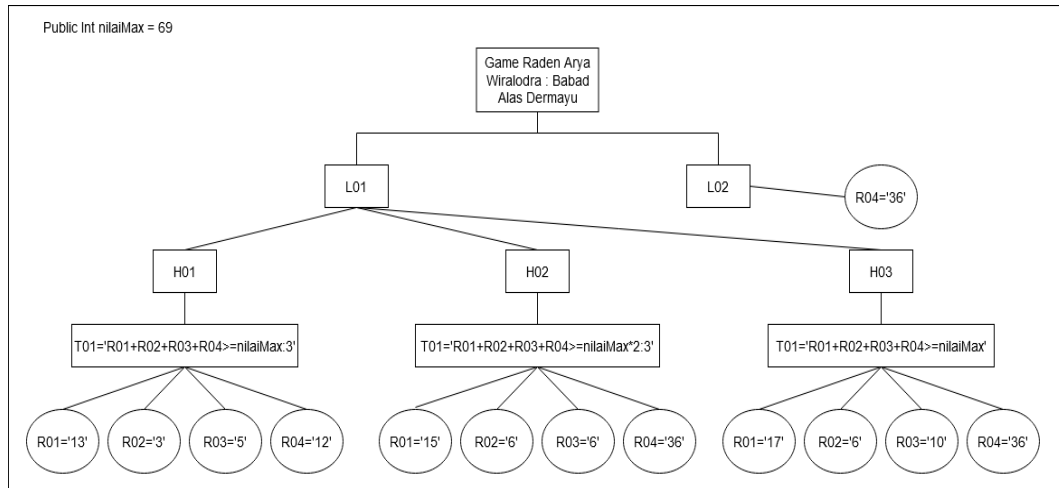 Public Int nilaiMax = 69
Game Raden Arya
Wiralodra : Babad
Alas Dermayu
L01
L02
R04='36'
H01
H02
H03
T01='R01+R02+R03+R04>=nilaiMax:3'
T01='R01+R02+R03+R04>=nilaiMax*2:3'
T01='R01+R02+R03+R04>=nilaiMax'
R01='13'
R02='3'
R03='5'
R04='12'
R01='15'
R02='6'
R03='6'
R04='36'
R01='17'
R02='6'
R03='10'
R04='36'